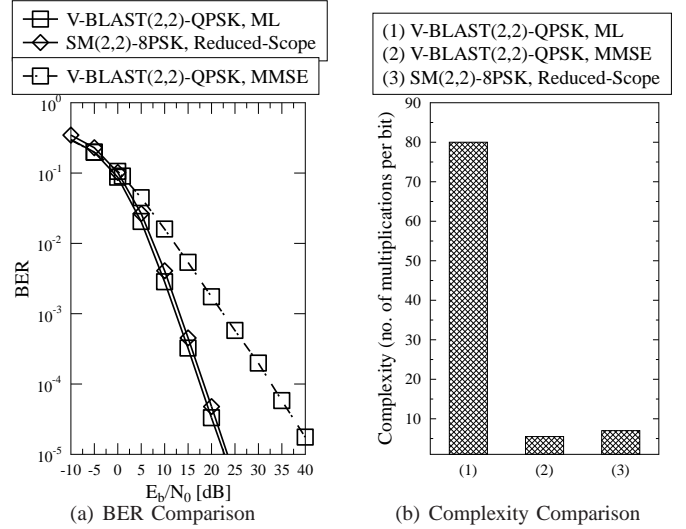 V-BLAST(2,2)-QPSK, ML
SM(2,2)-8PSK, Reduced-Scope
V-BLAST(2,2)-QPSK, MMSE
10^0
10^-1
10^-2
10^-3
10^-4
10^-5
BER
-10 -5 0 5 10 15 20 25 30 35 40
E_b/N_0 [dB]
(a) BER Comparison
(1) V-BLAST(2,2)-QPSK, ML
(2) V-BLAST(2,2)-QPSK, MMSE
(3) SM(2,2)-8PSK, Reduced-Scope
90
80
70
60
50
40
30
20
10
Complexity (no. of multiplications per bit)
(1) (2) (3)
(b) Complexity Comparison